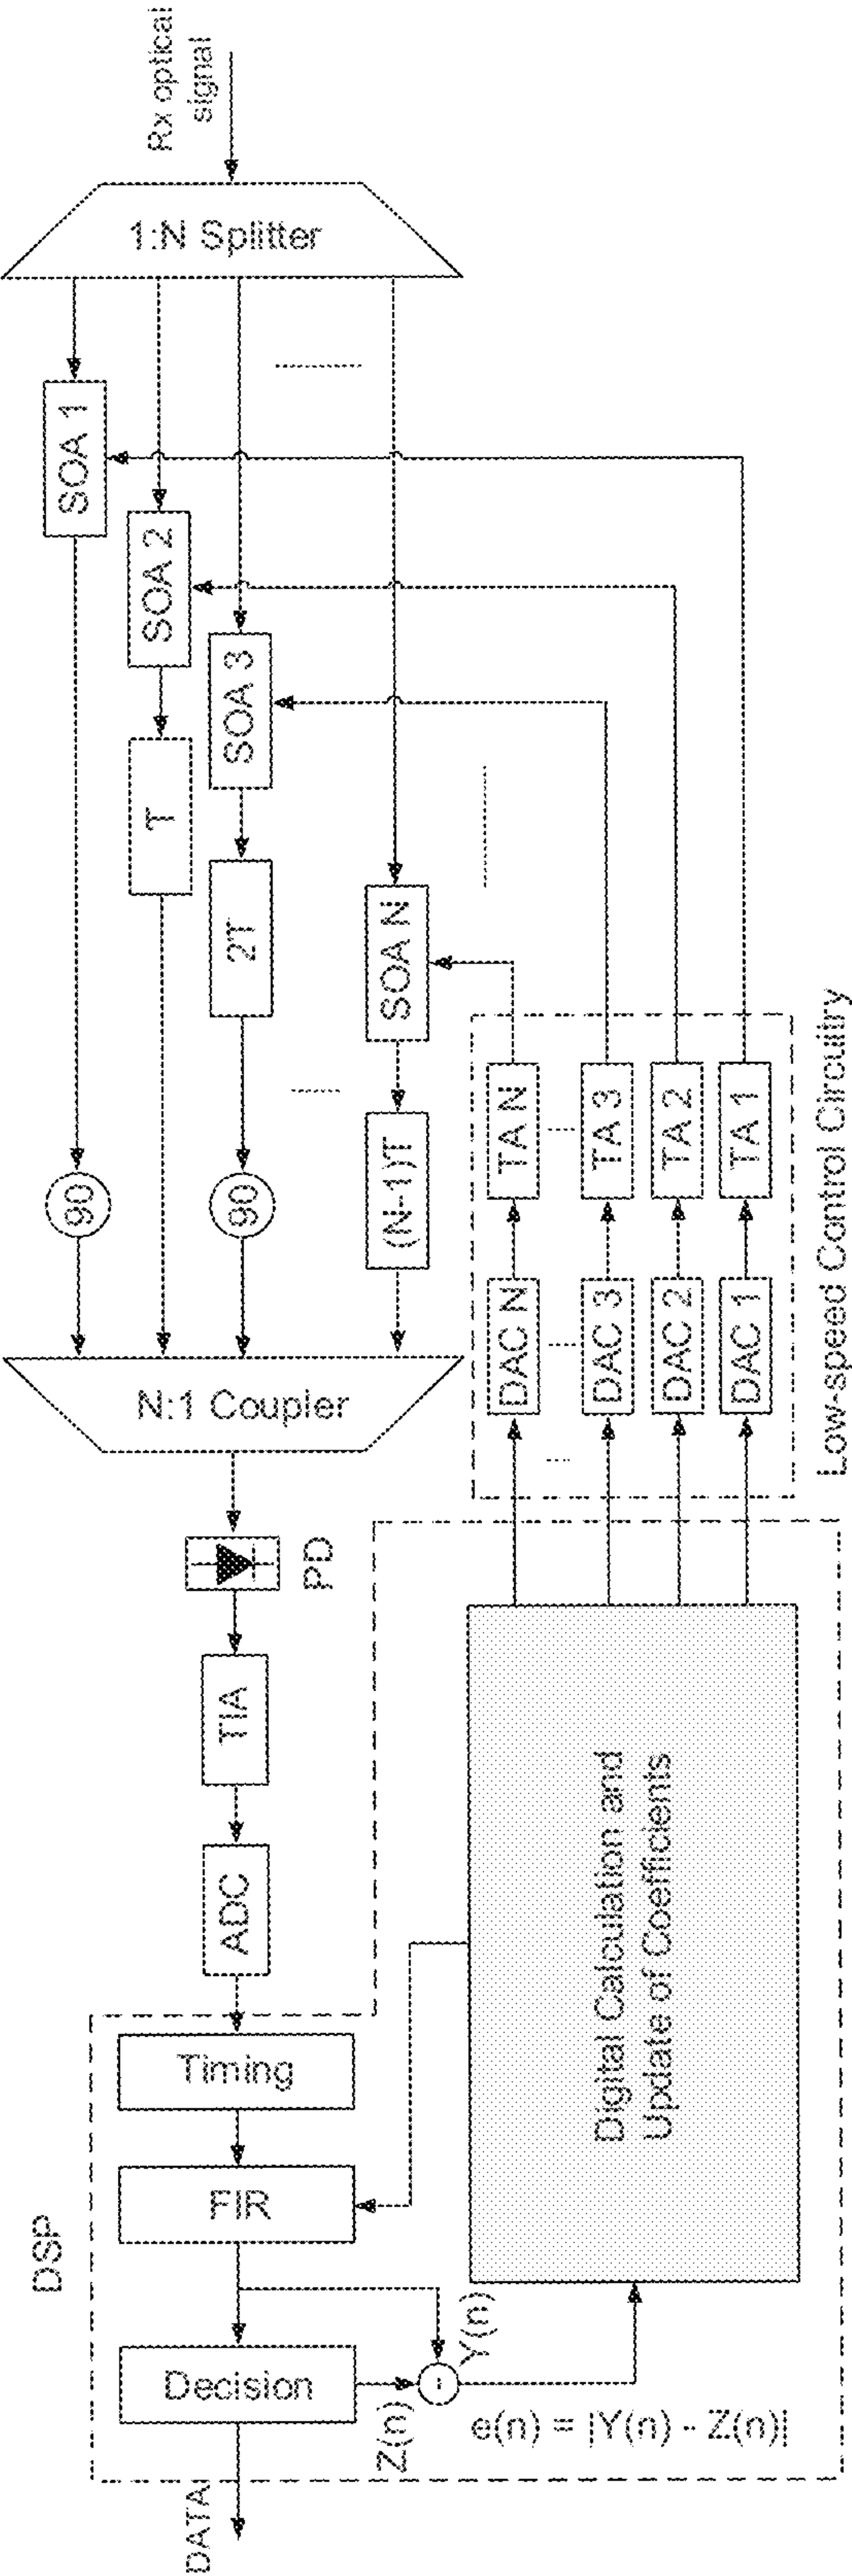 Rx optical
signal
1:N Splitter
SOA 1
SOA 2
SOA 3
SOA N
T
2T
(N-1)T
90
90
N:1 Coupler
PD
TIA
ADC
TA N
TA 3
TA 2
TA 1
DAC N
DAC 3
DAC 2
DAC 1
Low-speed Control Circuitry
DSP
Timing
FIR
Decision
Digital Calculation and
Update of Coefficients
Y(n)
Z(n)
-
e(n) = |Y(n) - Z(n)|
DATA